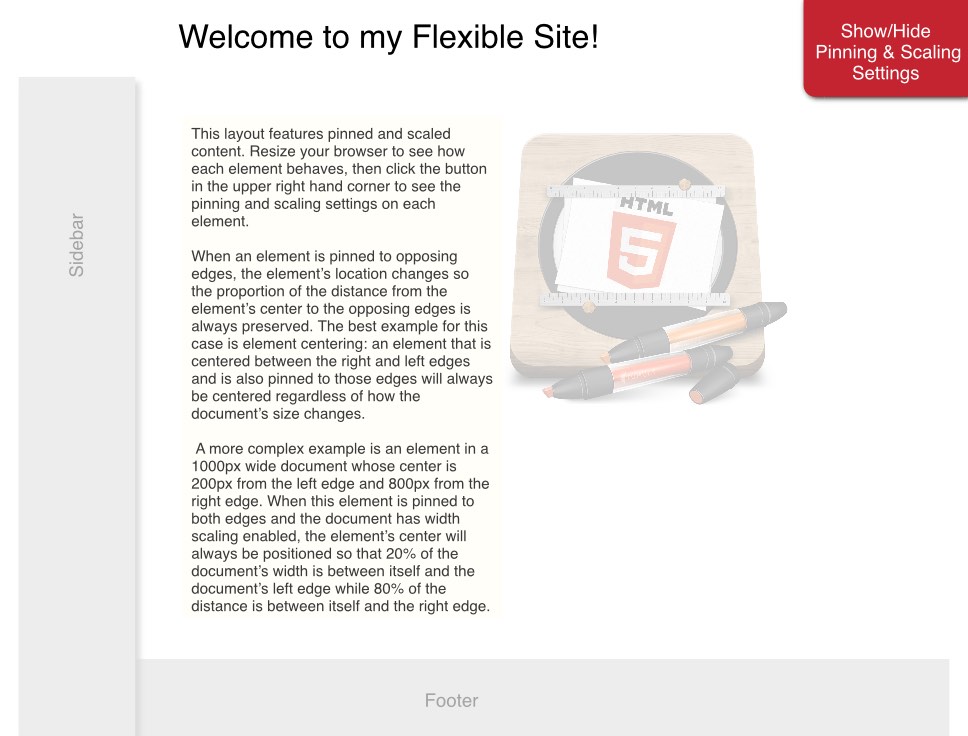 Welcome to my Flexible Site!
Show/Hide
Pinning & Scaling
Settings
Sidebar
This layout features pinned and scaled
content. Resize your browser to see how
each element behaves, then click the button
in the upper right hand corner to see the
pinning and scaling settings on each
element.
When an element is pinned to opposing
edges, the element's location changes so
the proportion of the distance from the
element's center to the opposing edges is
always preserved. The best example for this
case is element centering: an element that is
centered between the right and left edges
and is also pinned to those edges will always
be centered regardless of how the
document's size changes.
A more complex example is an element in a
1000px wide document whose center is
200px from the left edge and 800px from the
right edge. When this element is pinned to
both edges and the document has width
scaling enabled, the element's center will
always be positioned so that 20% of the
document's width is between itself and the
document's left edge while 80% of the
distance is between itself and the right edge.
HTML
5
Footer